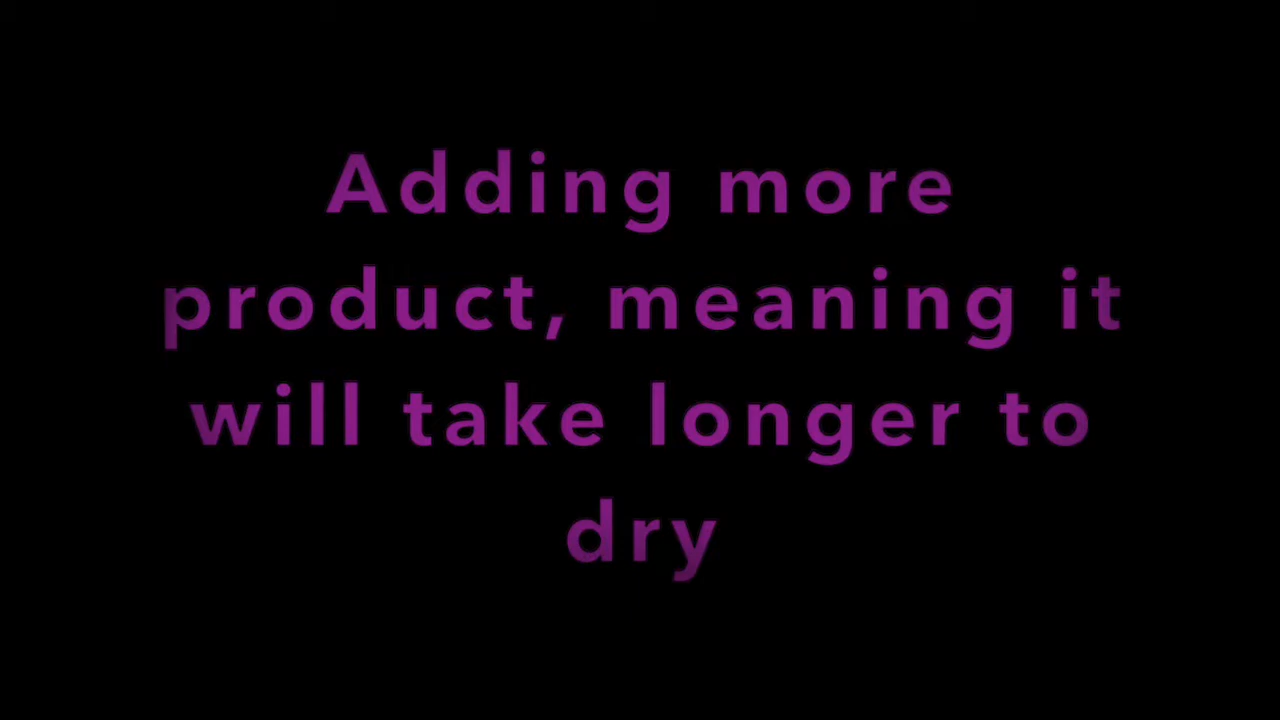 Adding more
product, meaning it
will take longer to
dry